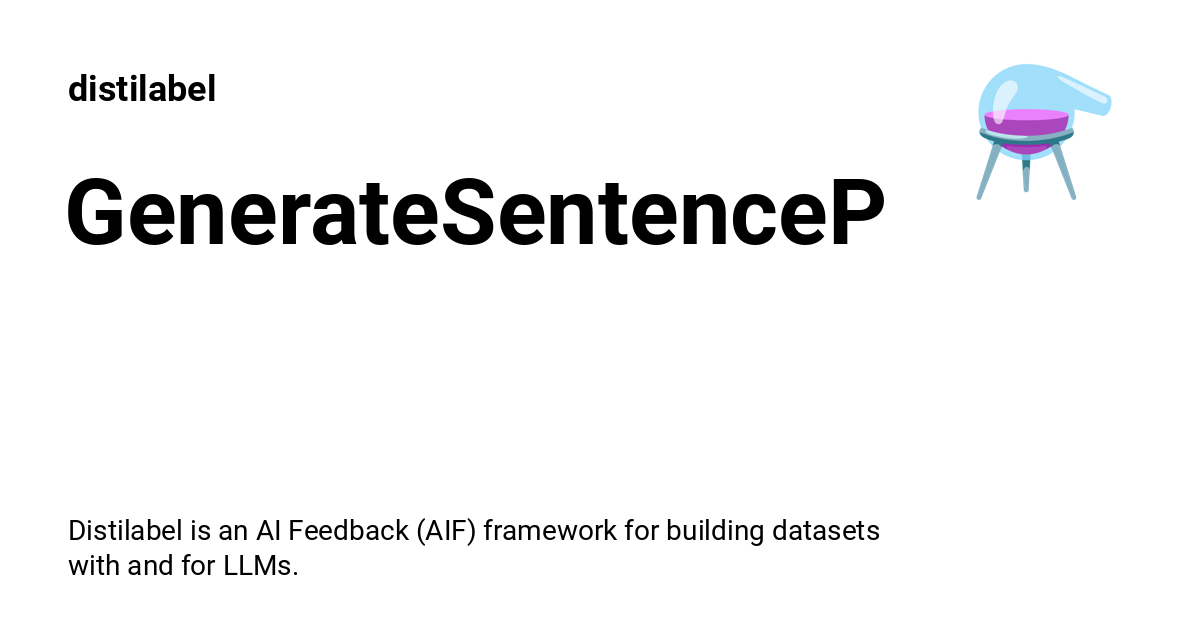 distilabel
GenerateSentenceP
Distilabel is an AI Feedback (AIF) framework for building datasets
with and for LLMs.